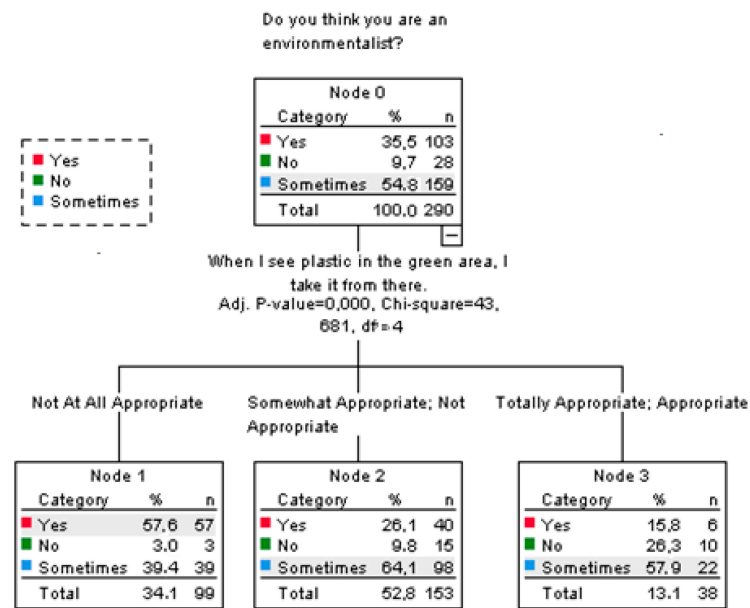 Do you think you are an
environmentalist?
Node 0
Category % n
Yes 35,5 103
No 9,7 28
Sometimes 54,8 159
Total 100,0 290
Yes
No
Sometimes
When I see plastic in the green area, I
take it from there.
Adj. P-value=0,000, Chi-square=43,
681, df=4
Not At All Appropriate
Somewhat Appropriate; Not
Appropriate
Totally Appropriate; Appropriate
Node 1
Category % n
Yes 57,6 57
No 3,0 3
Sometimes 39,4 39
Total 34,1 99
Node 2
Category % n
Yes 26,1 40
No 9,8 15
Sometimes 64,1 98
Total 52,8 153
Node 3
Category % n
Yes 15,8 6
No 26,3 10
Sometimes 57,9 22
Total 13,1 38